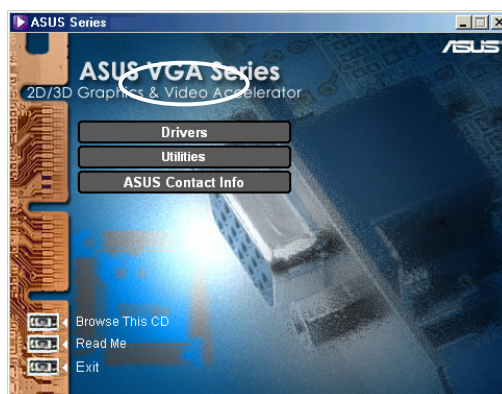 ASUS Series
ASUS
ASUS VGA Series
2D/3D Graphics & Video Accelerator
Drivers
Utilities
ASUS Contact Info
Browse This CD
Read Me
Exit